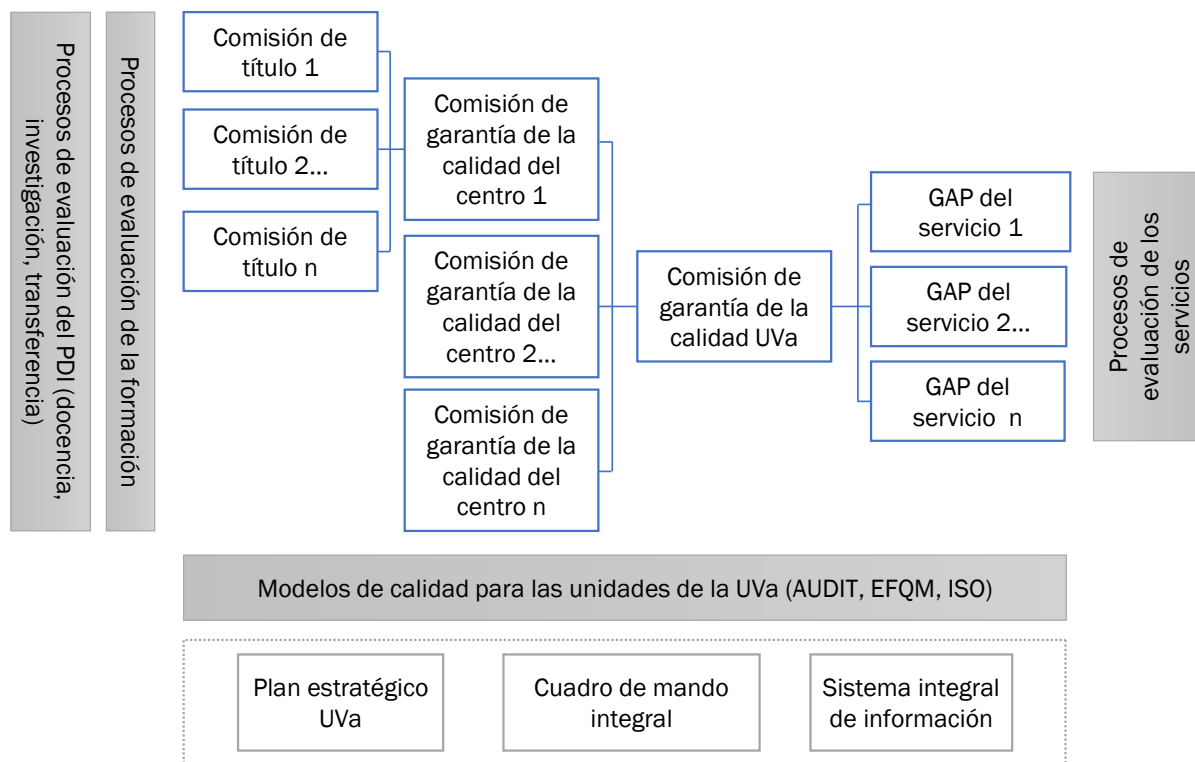 Procesos de evaluación del PDI (docencia,
investigación, transferencia)
Procesos de evaluación de la formación
Comisión de
título 1
Comisión de
título 2...
Comisión de
título n
Comisión de
garantía de la
calidad del
centro 1
Comisión de
garantía de la
calidad del
centro 2...
Comisión de
garantía de la
calidad del
centro n
Comisión de
garantía de la
calidad UVa
GAP del
servicio 1
GAP del
servicio 2...
GAP del
servicio n
Procesos de
evaluación de los
servicios
Modelos de calidad para las unidades de la UVa (AUDIT, EFQM, ISO)
Plan estratégico
UVa
Cuadro de mando
integral
Sistema integral
de información